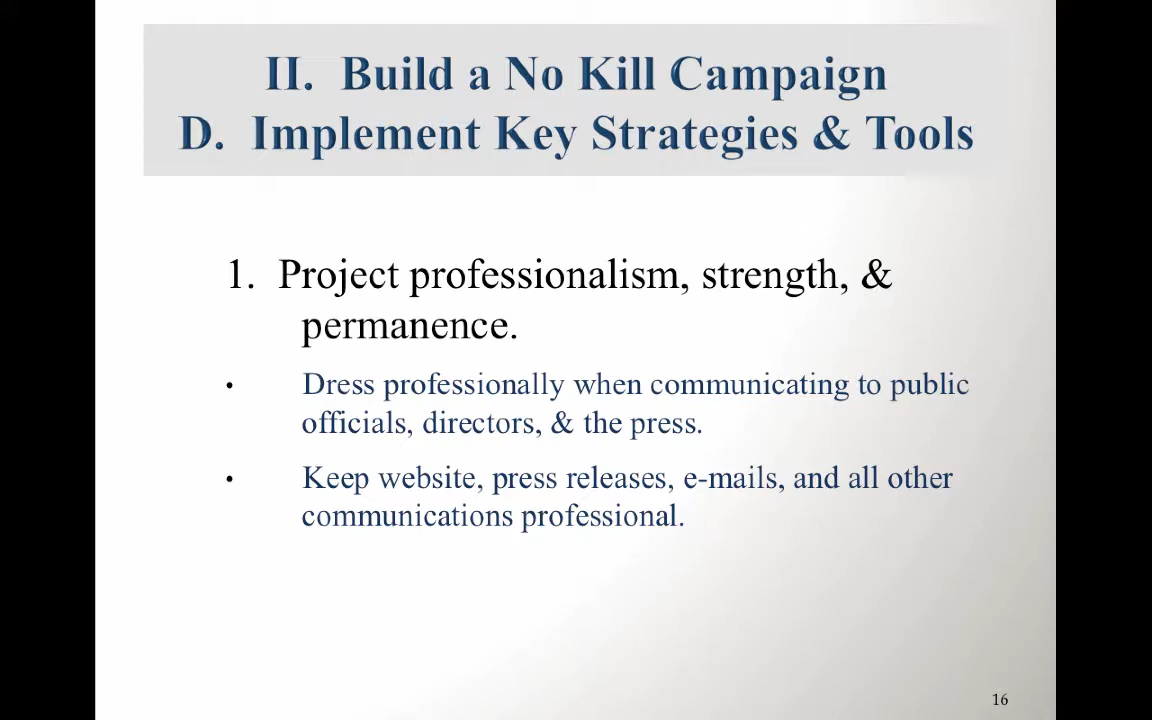 II. Build a No Kill Campaign
D. Implement Key Strategies & Tools
1. Project professionalism, strength, &
permanence.
• Dress professionally when communicating to public
officials, directors, & the press.
• Keep website, press releases, e-mails, and all other
communications professional.
16